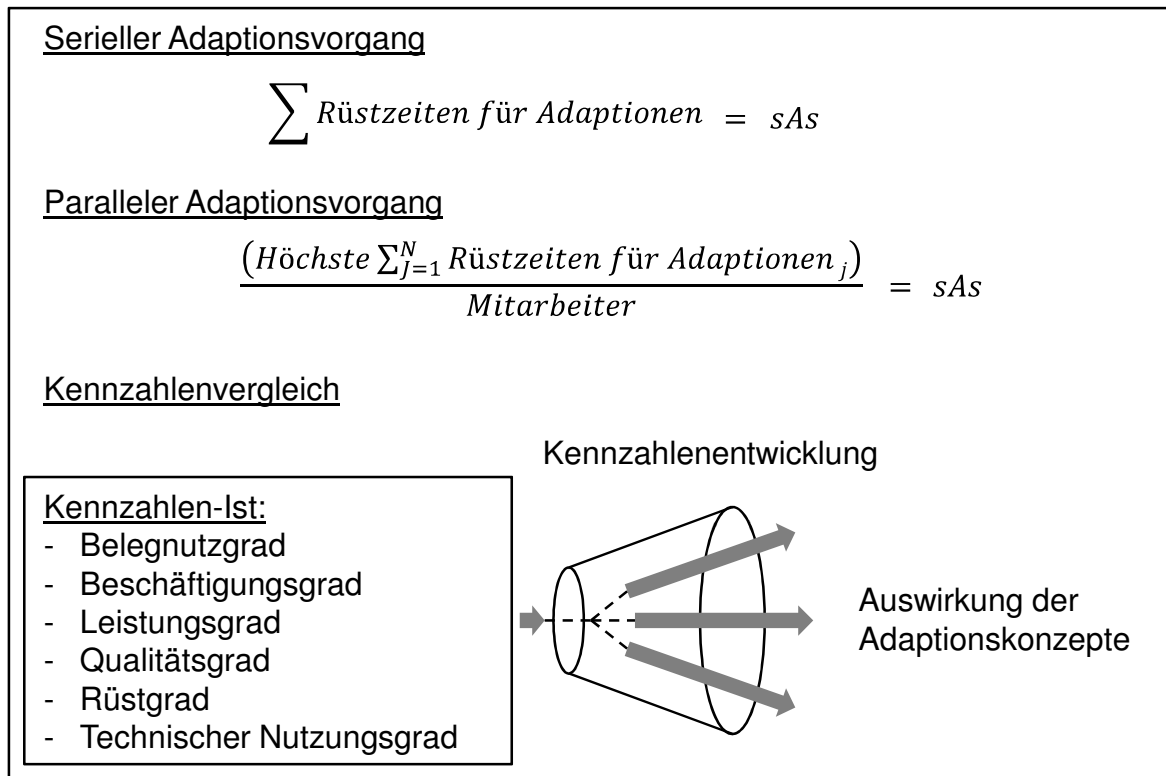 Serieller Adaptionsvorgang
∑ Rüstzeiten für Adaptionen = sAs
Paralleler Adaptionsvorgang
(Höchste ∑_{J=1}^{N} Rüstzeiten für Adaptionen_j)
Mitarbeiter
= sAs
Kennzahlenvergleich
Kennzahlenentwicklung
Kennzahlen-Ist:
- Belegnutzgrad
- Beschäftigungsgrad
- Leistungsgrad
- Qualitätsgrad
- Rüstgrad
- Technischer Nutzungsgrad
Auswirkung der
Adaptionskonzepte